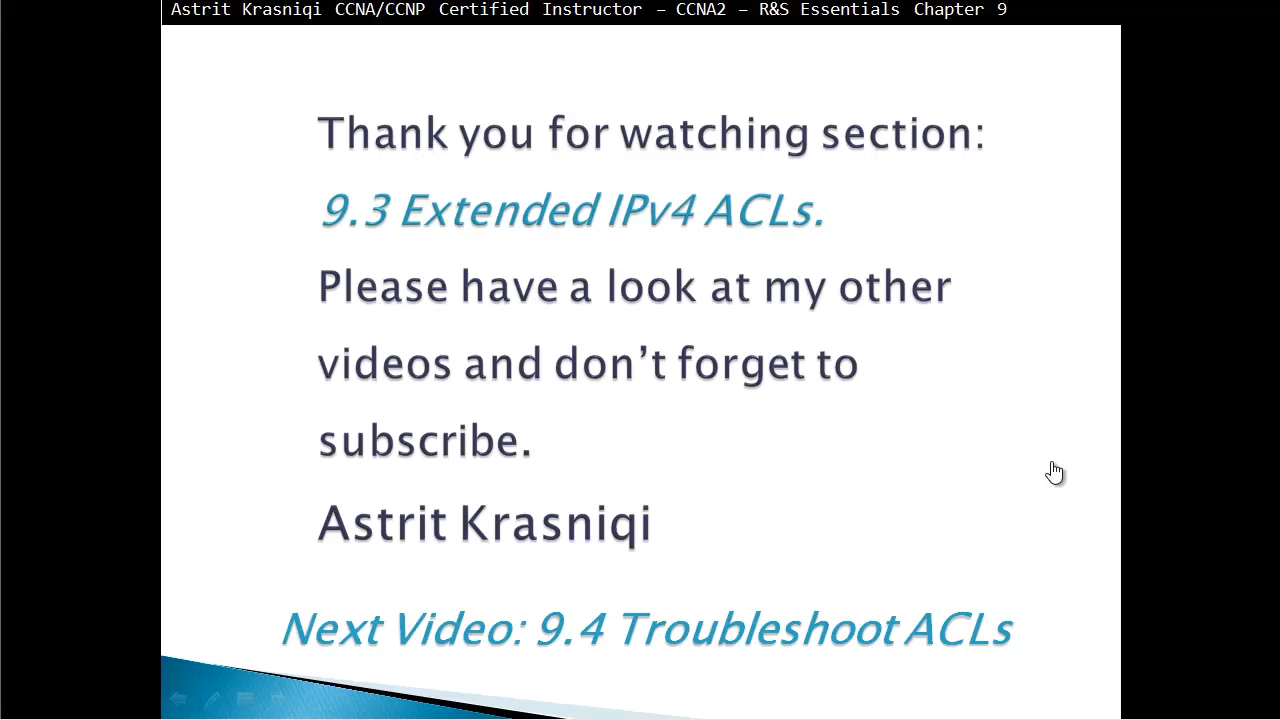 Astrit Krasniqi CCNA/CCNP Certified Instructor – CCNA2 – R&S Essentials Chapter 9
Thank you for watching section:
9.3 Extended IPv4 ACLs.
Please have a look at my other
videos and don’t forget to
subscribe.
Astrit Krasniqi
Next Video: 9.4 Troubleshoot ACLs